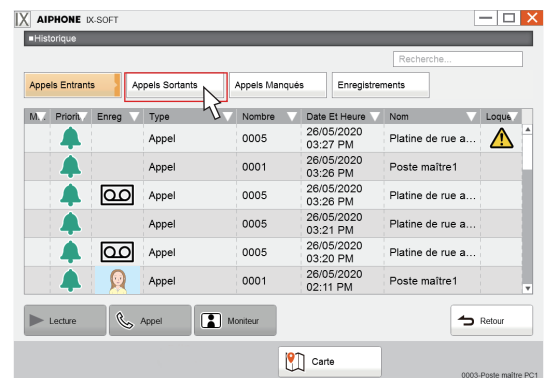 AIPHONE IX-SOFT
■Historique
Recherche...
Appels Entrants Appels Sortants Appels Manqués Enregistrements
M... Priorit Enreg Type Nombre Date Et Heure Nom Loque
Appel 0005 26/05/2020 03:27 PM Platine de rue a...
Appel 0001 26/05/2020 03:26 PM Poste maître1
Appel 0005 26/05/2020 03:26 PM Platine de rue a...
Appel 0005 26/05/2020 03:21 PM Platine de rue a...
Appel 0005 26/05/2020 03:20 PM Platine de rue a...
Appel 0001 26/05/2020 02:11 PM Poste maître1
Lecture Appel Moniteur Retour
Carte
0003-Poste maître PC1